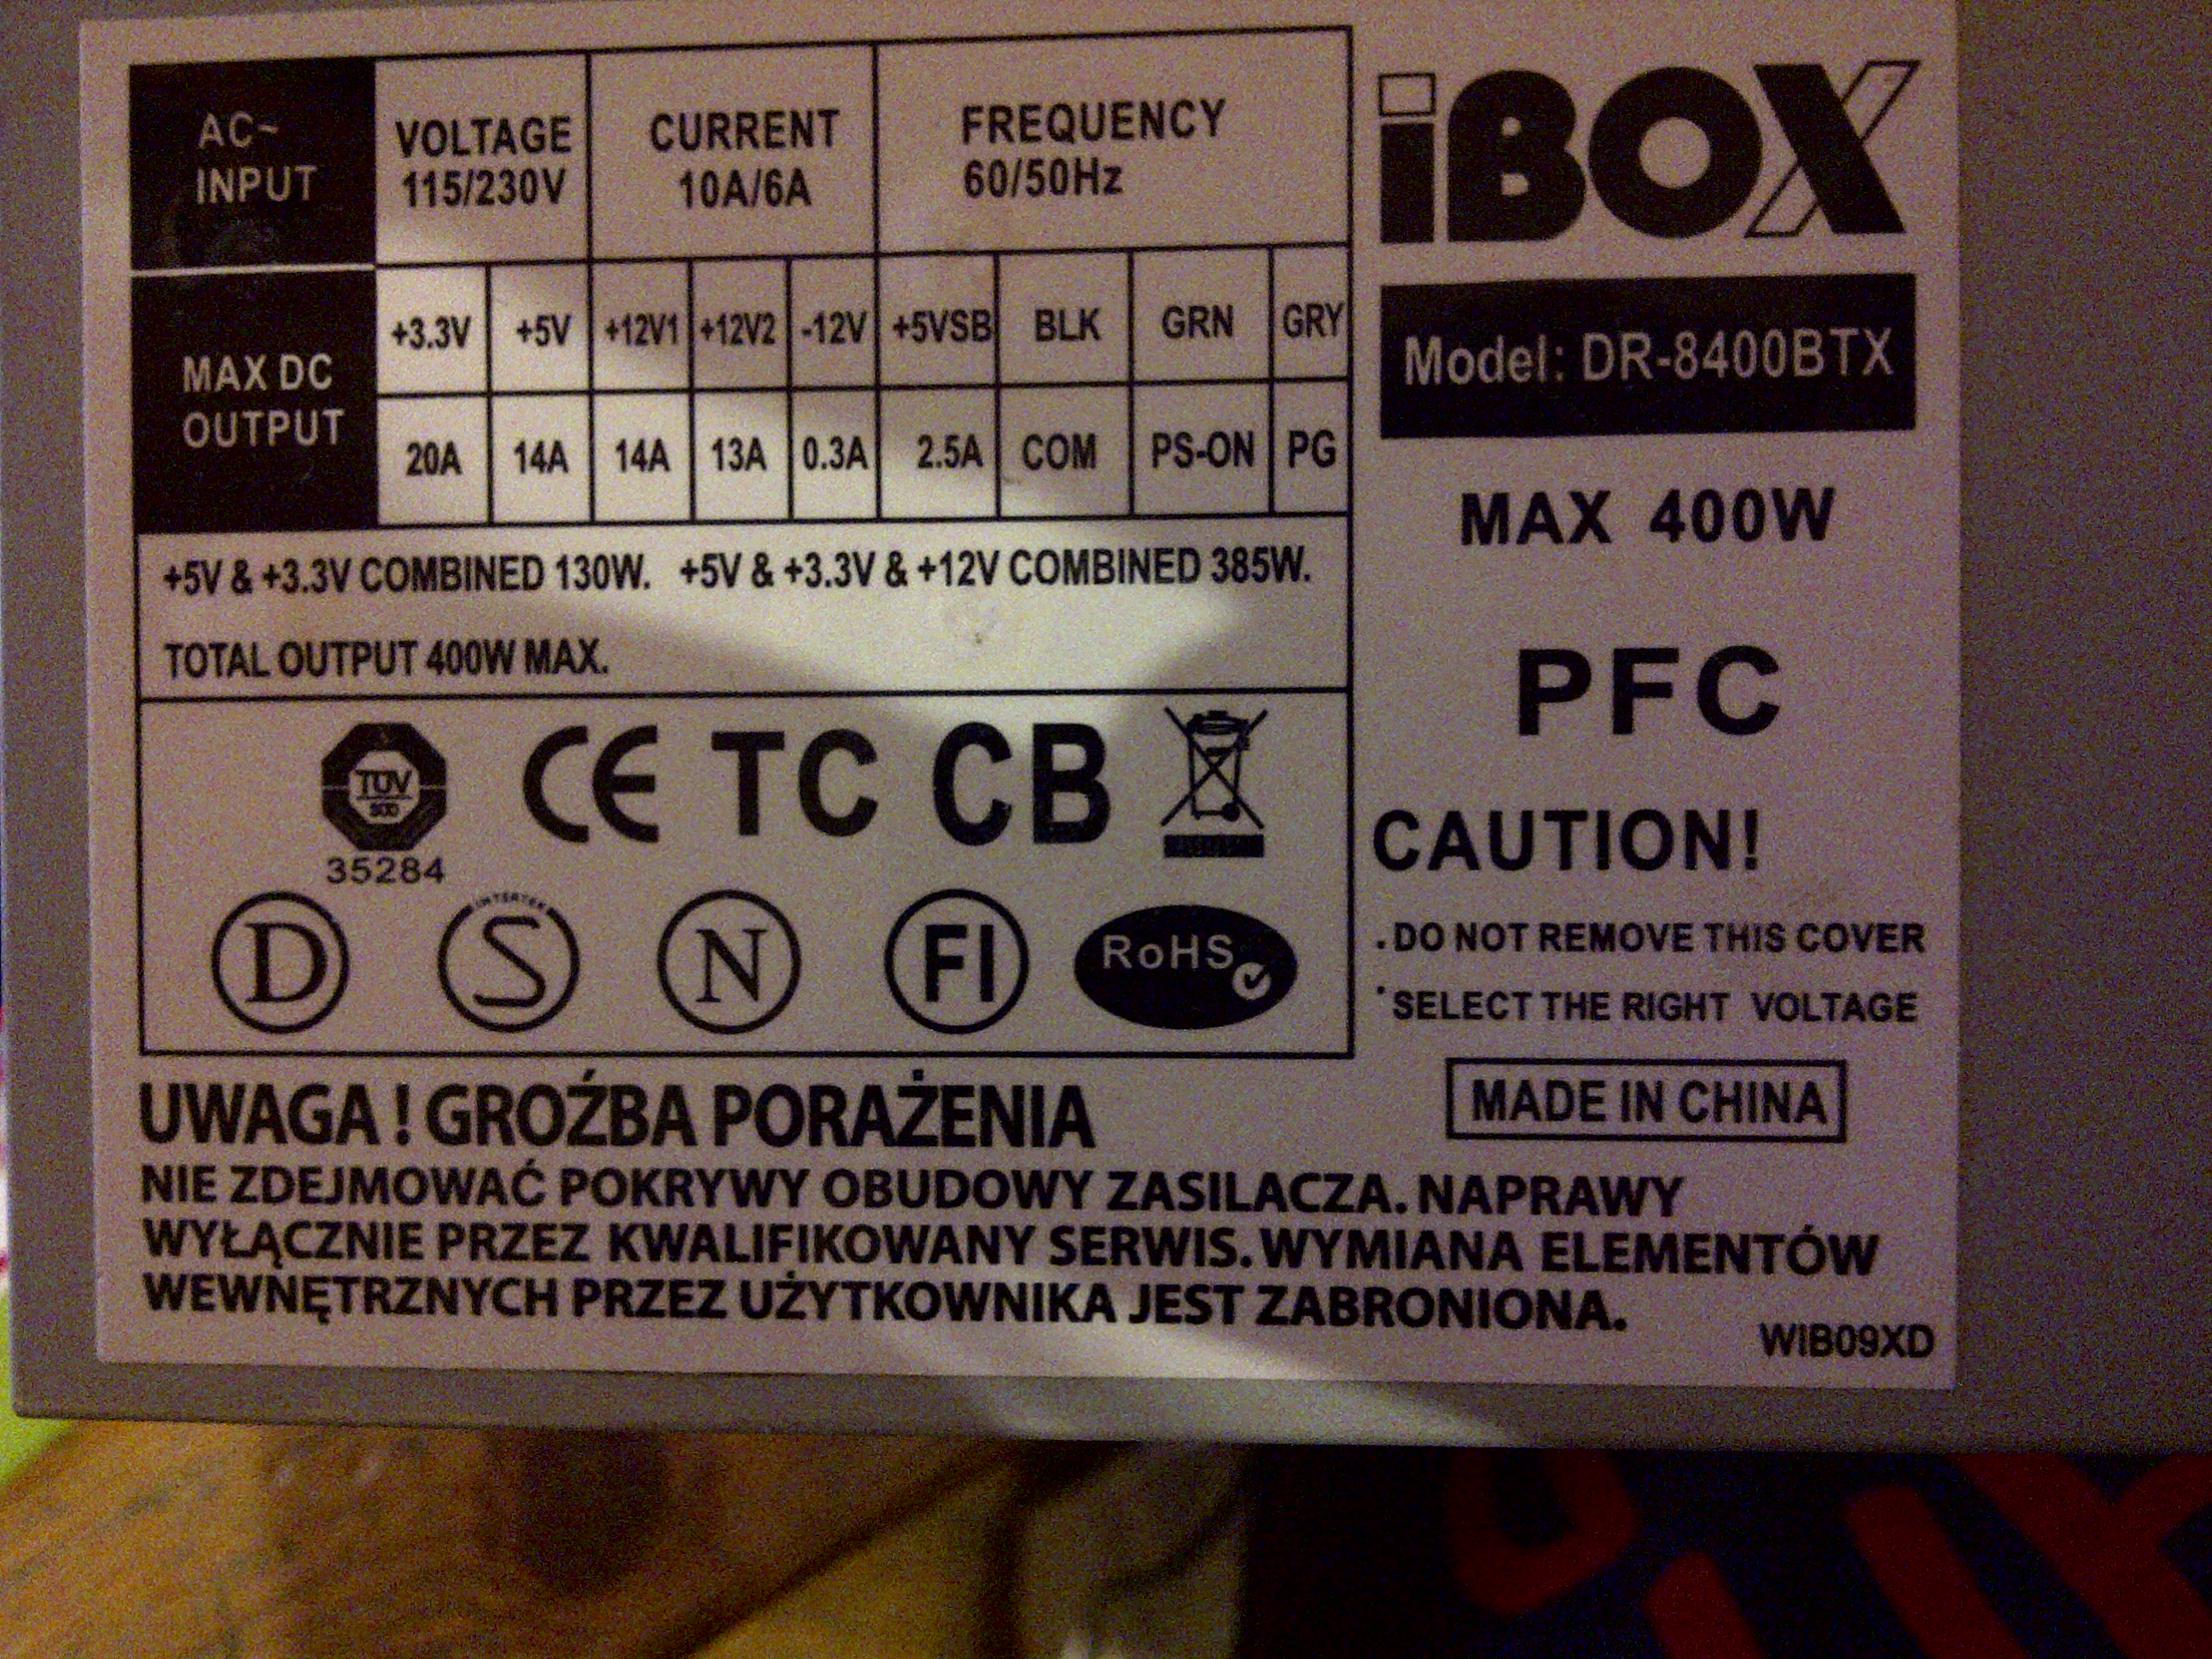 AC~ INPUT
VOLTAGE 115/230V
CURRENT 10A/6A
FREQUENCY 60/50Hz
MAX DC OUTPUT
+3.3V +5V +12V1 +12V2 -12V +5VSB BLK GRN GRY
20A 14A 14A 13A 0.3A 2.5A COM PS-ON PG
+5V & +3.3V COMBINED 130W. +5V & +3.3V & +12V COMBINED 385W.
TOTAL OUTPUT 400W MAX.
TÜV
SÜD
35284
CE TC CB
D S N FI RoHS
INTERTEK
iBOX
Model: DR-8400BTX
MAX 400W
PFC
CAUTION!
.DO NOT REMOVE THIS COVER
·SELECT THE RIGHT VOLTAGE
MADE IN CHINA
UWAGA ! GROŹBA PORAŻENIA
NIE ZDEJMOWAĆ POKRYWY OBUDOWY ZASILACZA. NAPRAWY
WYŁĄCZNIE PRZEZ KWALIFIKOWANY SERWIS. WYMIANA ELEMENTÓW
WEWNĘTRZNYCH PRZEZ UŻYTKOWNIKA JEST ZABRONIONA.
WIB09XD